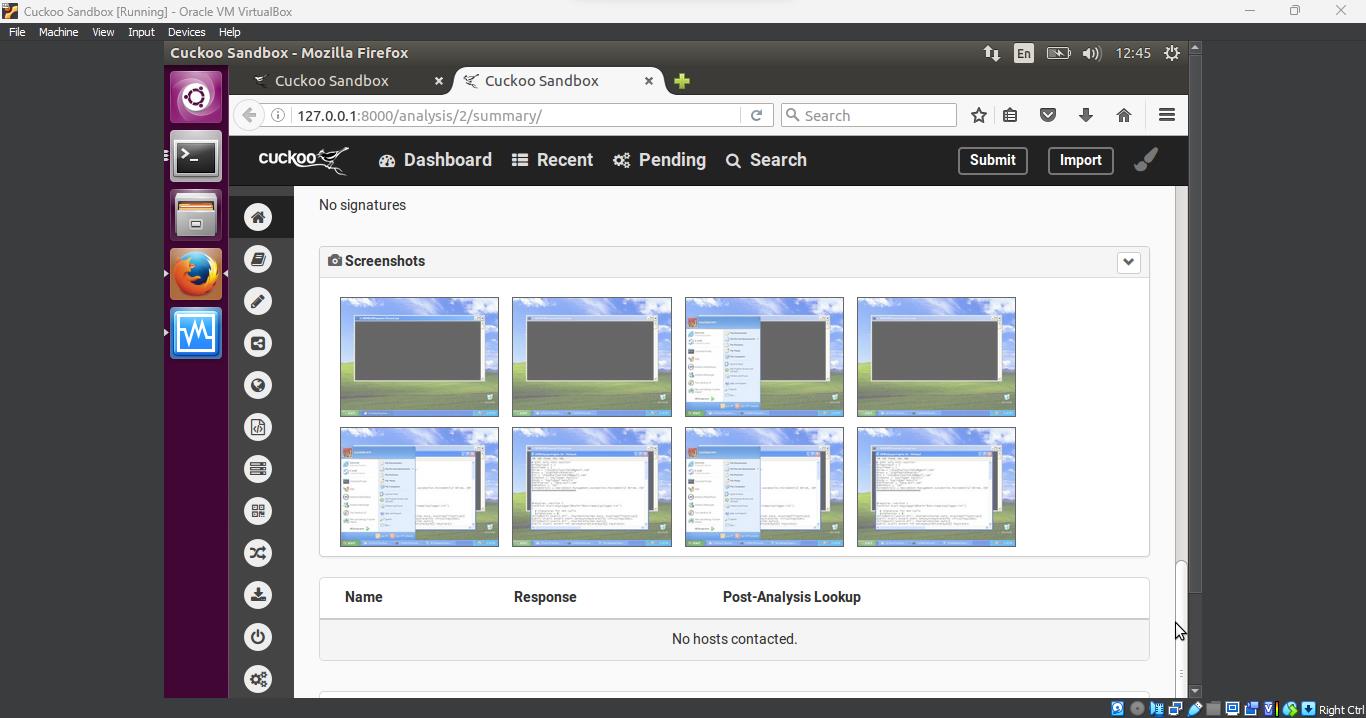 Cuckoo Sandbox [Running] - Oracle VM VirtualBox
File Machine View Input Devices Help
Cuckoo Sandbox - Mozilla Firefox
En
12:45
Cuckoo Sandbox
Cuckoo Sandbox
127.0.0.1:8000/analysis/2/summary/
Search
cuckoo
Dashboard
Recent
Pending
Search
Submit
Import
No signatures
Screenshots
Name Response Post-Analysis Lookup
No hosts contacted.
Right Ctrl